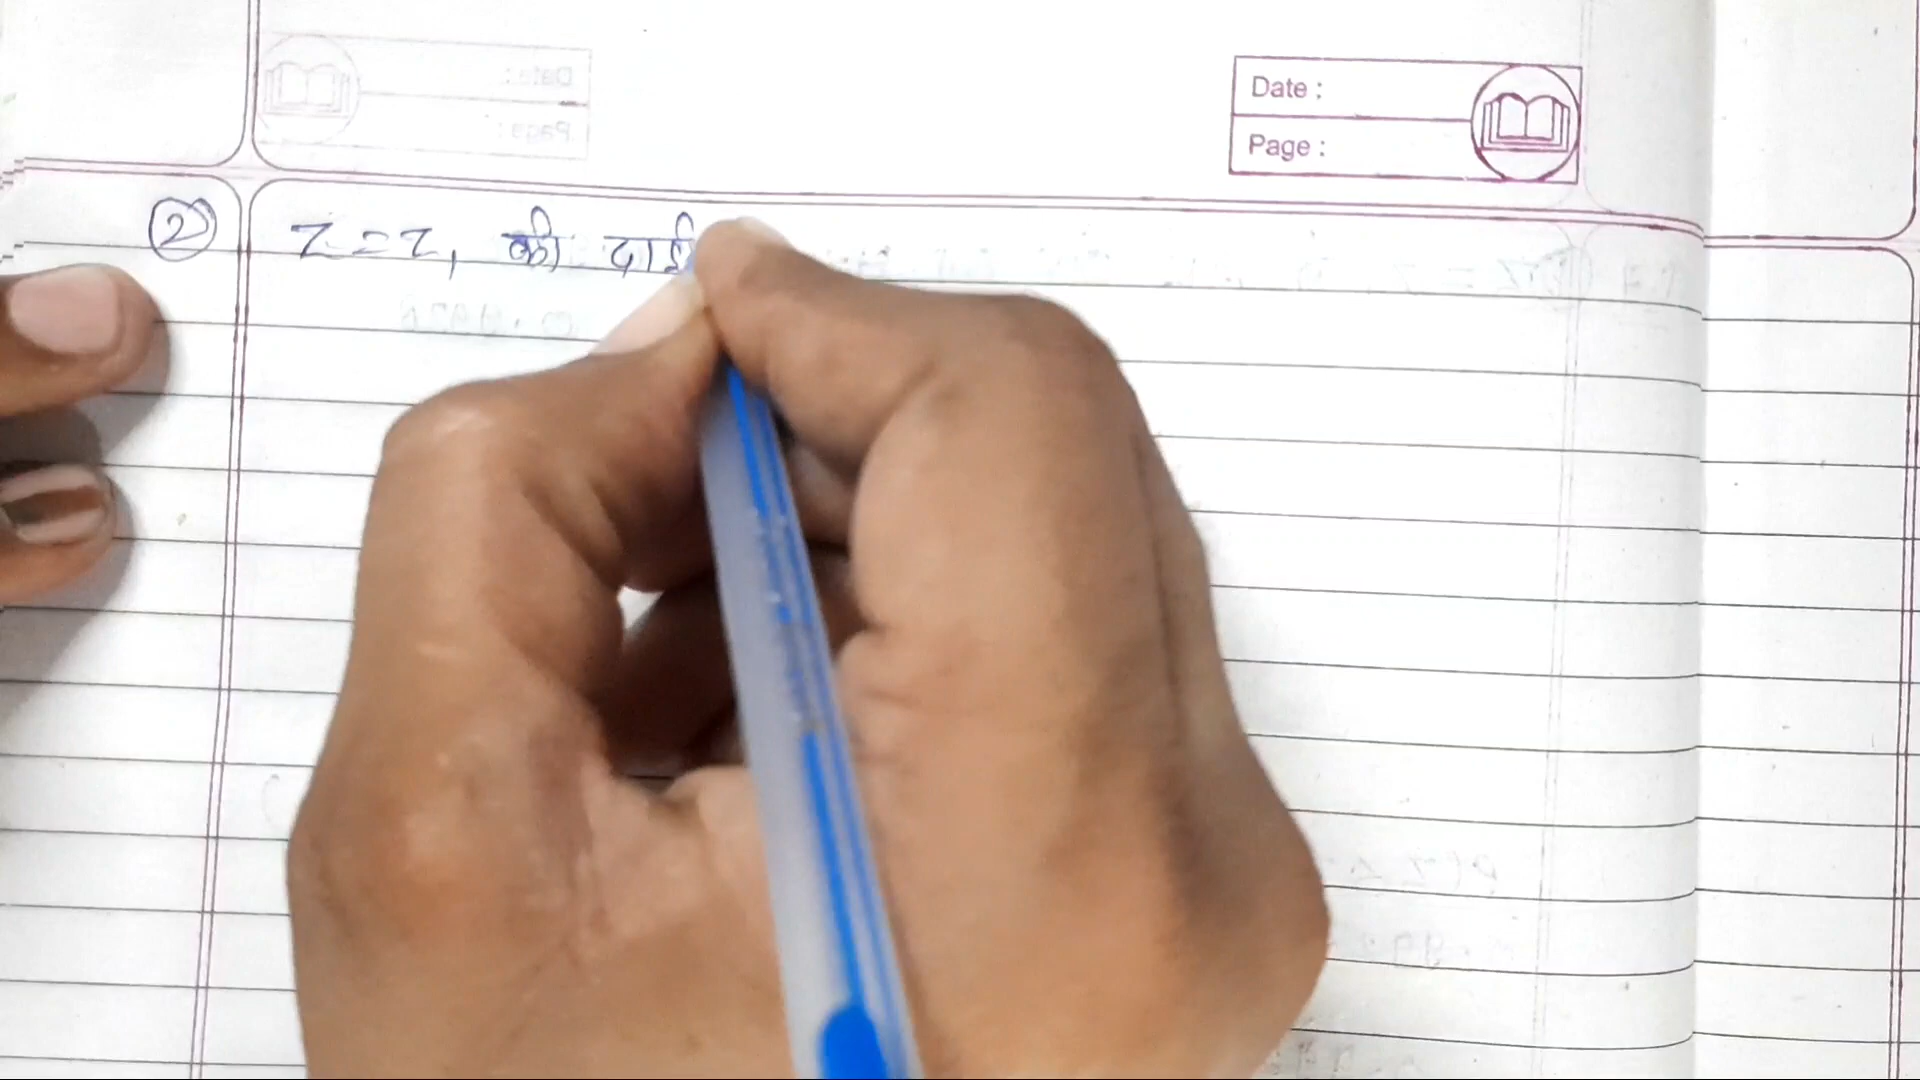 Date :
Page :
② Z = Z, की दाई